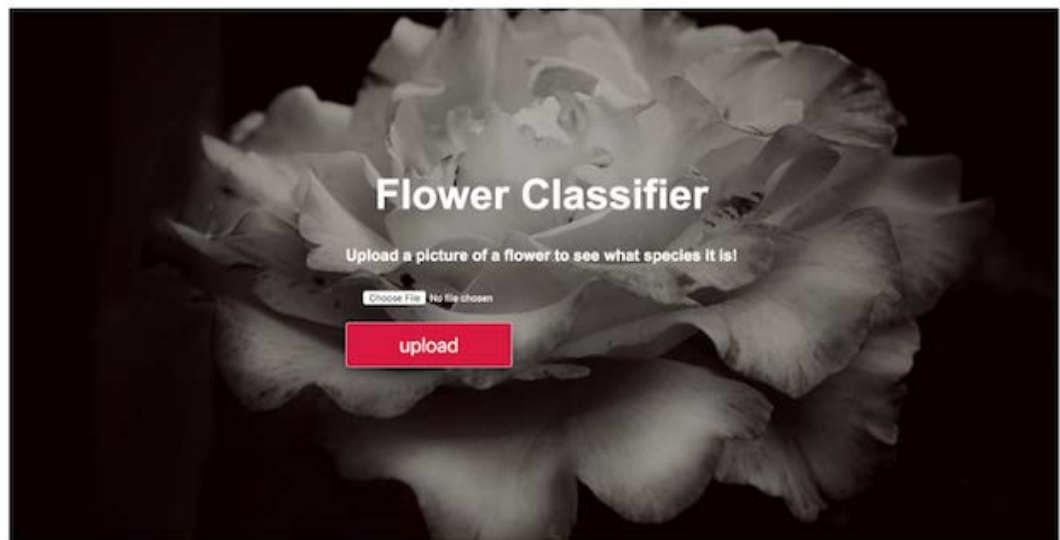 Flower Classifier
Upload a picture of a flower to see what species it is!
Choose File No file chosen
upload